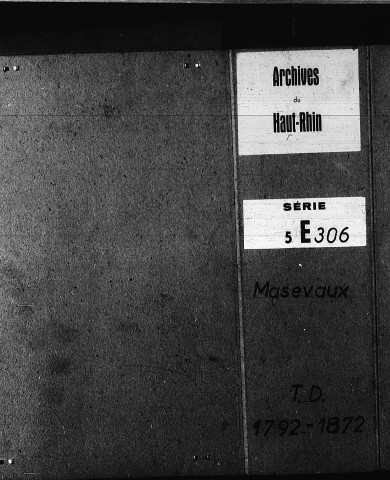 Archives
du
Haut-Rhin
SÉRIE
5 E 306
Masevaux
T.D.
1792-1872